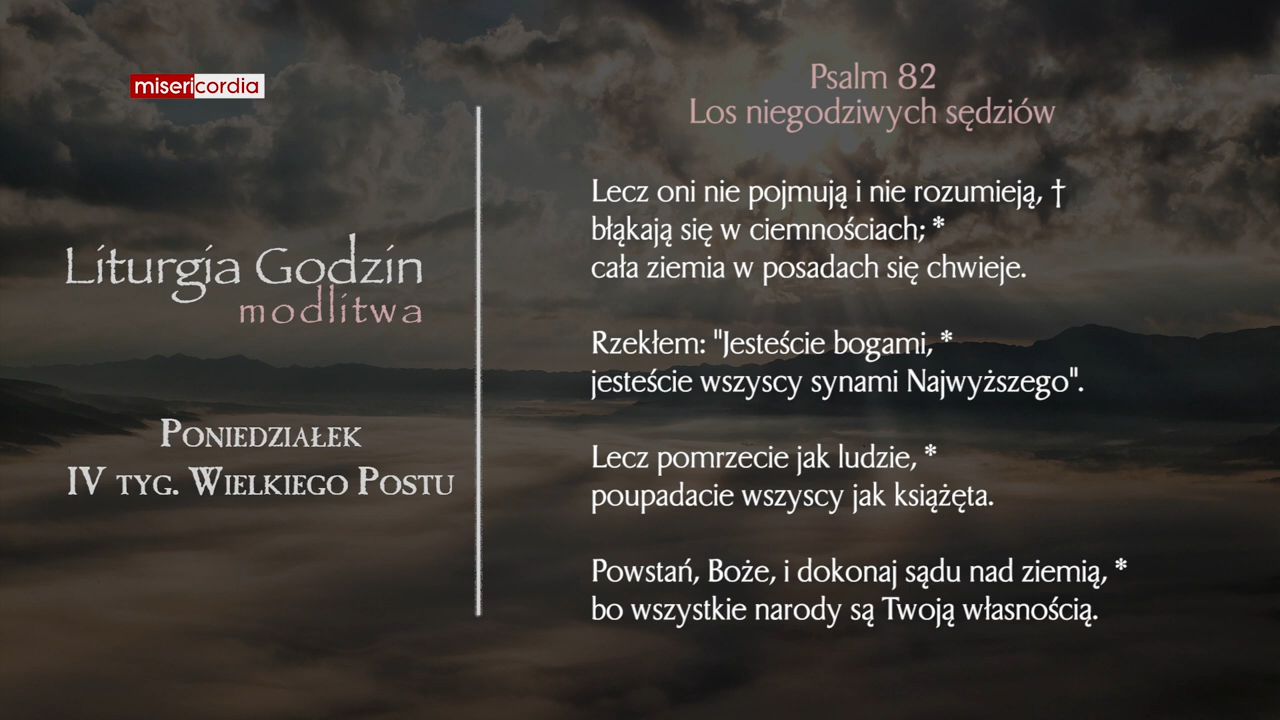 misericordia
Liturgia Godzin
modlitwa
Poniedziałek
IV tyg. Wielkiego Postu
Psalm 82
Los niegodziwych sędziów
Lecz oni nie pojmują i nie rozumieją, †
błąkają się w ciemnościach; *
cała ziemia w posadach się chwieje.
Rzekłem: "Jesteście bogami, *
jesteście wszyscy synami Najwyższego".
Lecz pomrzecie jak ludzie, *
poupadacie wszyscy jak książęta.
Powstań, Boże, i dokonaj sądu nad ziemią, *
bo wszystkie narody są Twoją własnością.